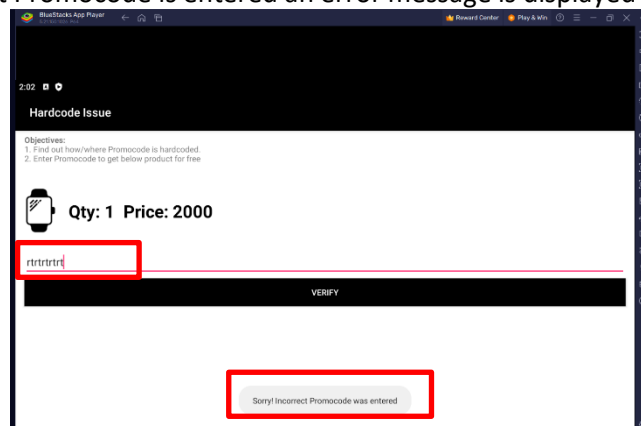 t Promocode is entered an error message is displayed
BlueStacks App Player
Reward Center Play & Win
2:02
Hardcode Issue
Objectives:
1. Find out how/where Promocode is hardcoded.
2. Enter Promocode to get below product for free
Qty: 1 Price: 2000
rtrtrtrt
VERIFY
Sorry! Incorrect Promocode was entered